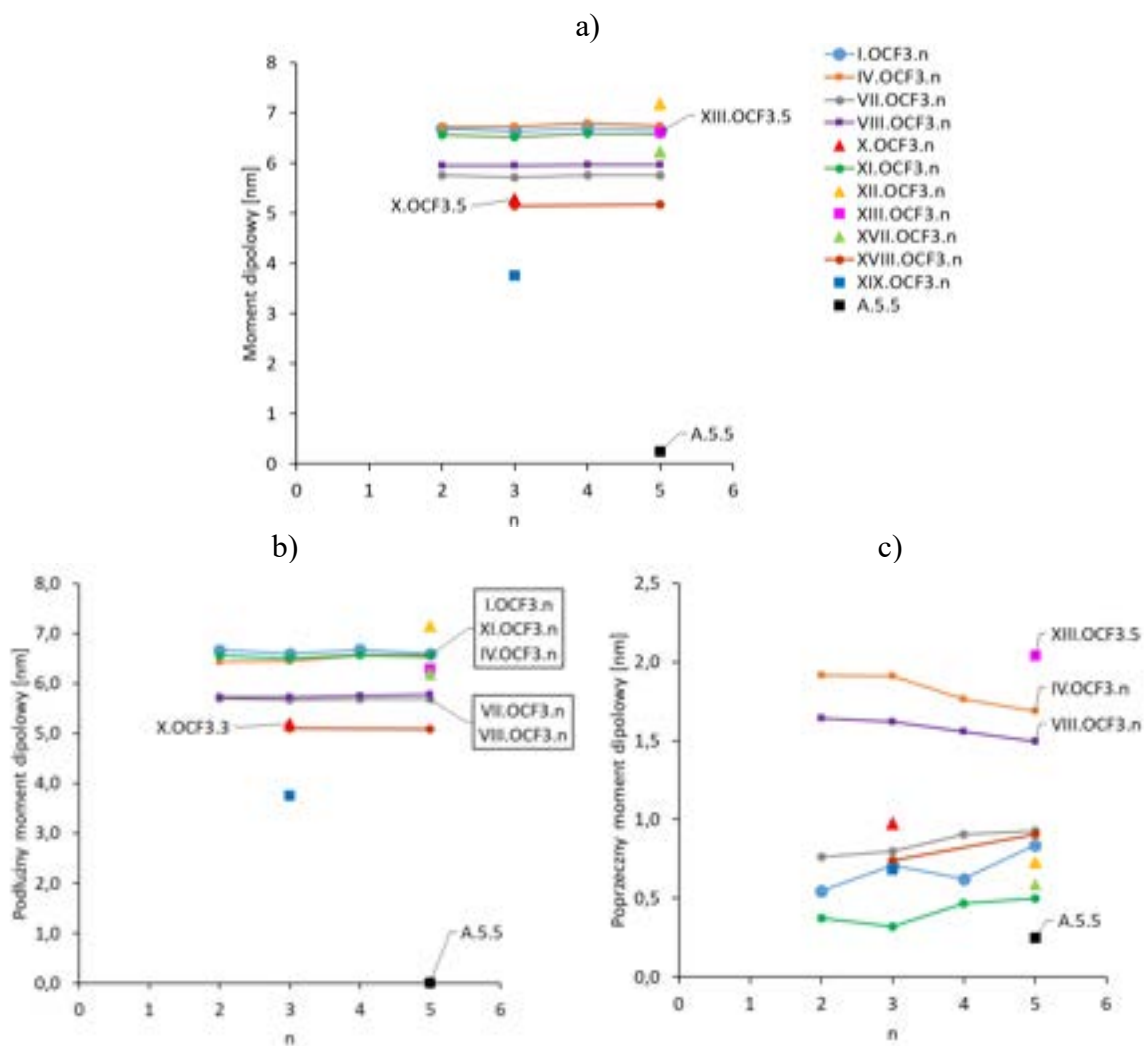 a)
Moment dipolowy [nm]
8
7
6
5
4
3
2
1
0
0 1 2 3 4 5 6
n
XIII.OCF3.5
X.OCF3.5
A.5.5
I.OCF3.n
IV.OCF3.n
VII.OCF3.n
VIII.OCF3.n
X.OCF3.n
XI.OCF3.n
XII.OCF3.n
XIII.OCF3.n
XVII.OCF3.n
XVIII.OCF3.n
XIX.OCF3.n
A.5.5
b)
Podłużny moment dipolowy [nm]
8,0
7,0
6,0
5,0
4,0
3,0
2,0
1,0
0,0
0 1 2 3 4 5 6
n
I.OCF3.n
XI.OCF3.n
IV.OCF3.n
VII.OCF3.n
VIII.OCF3.n
X.OCF3.3
A.5.5
c)
Poprzeczny moment dipolowy [nm]
2,5
2,0
1,5
1,0
0,5
0,0
0 1 2 3 4 5 6
n
XIII.OCF3.5
IV.OCF3.n
VIII.OCF3.n
A.5.5